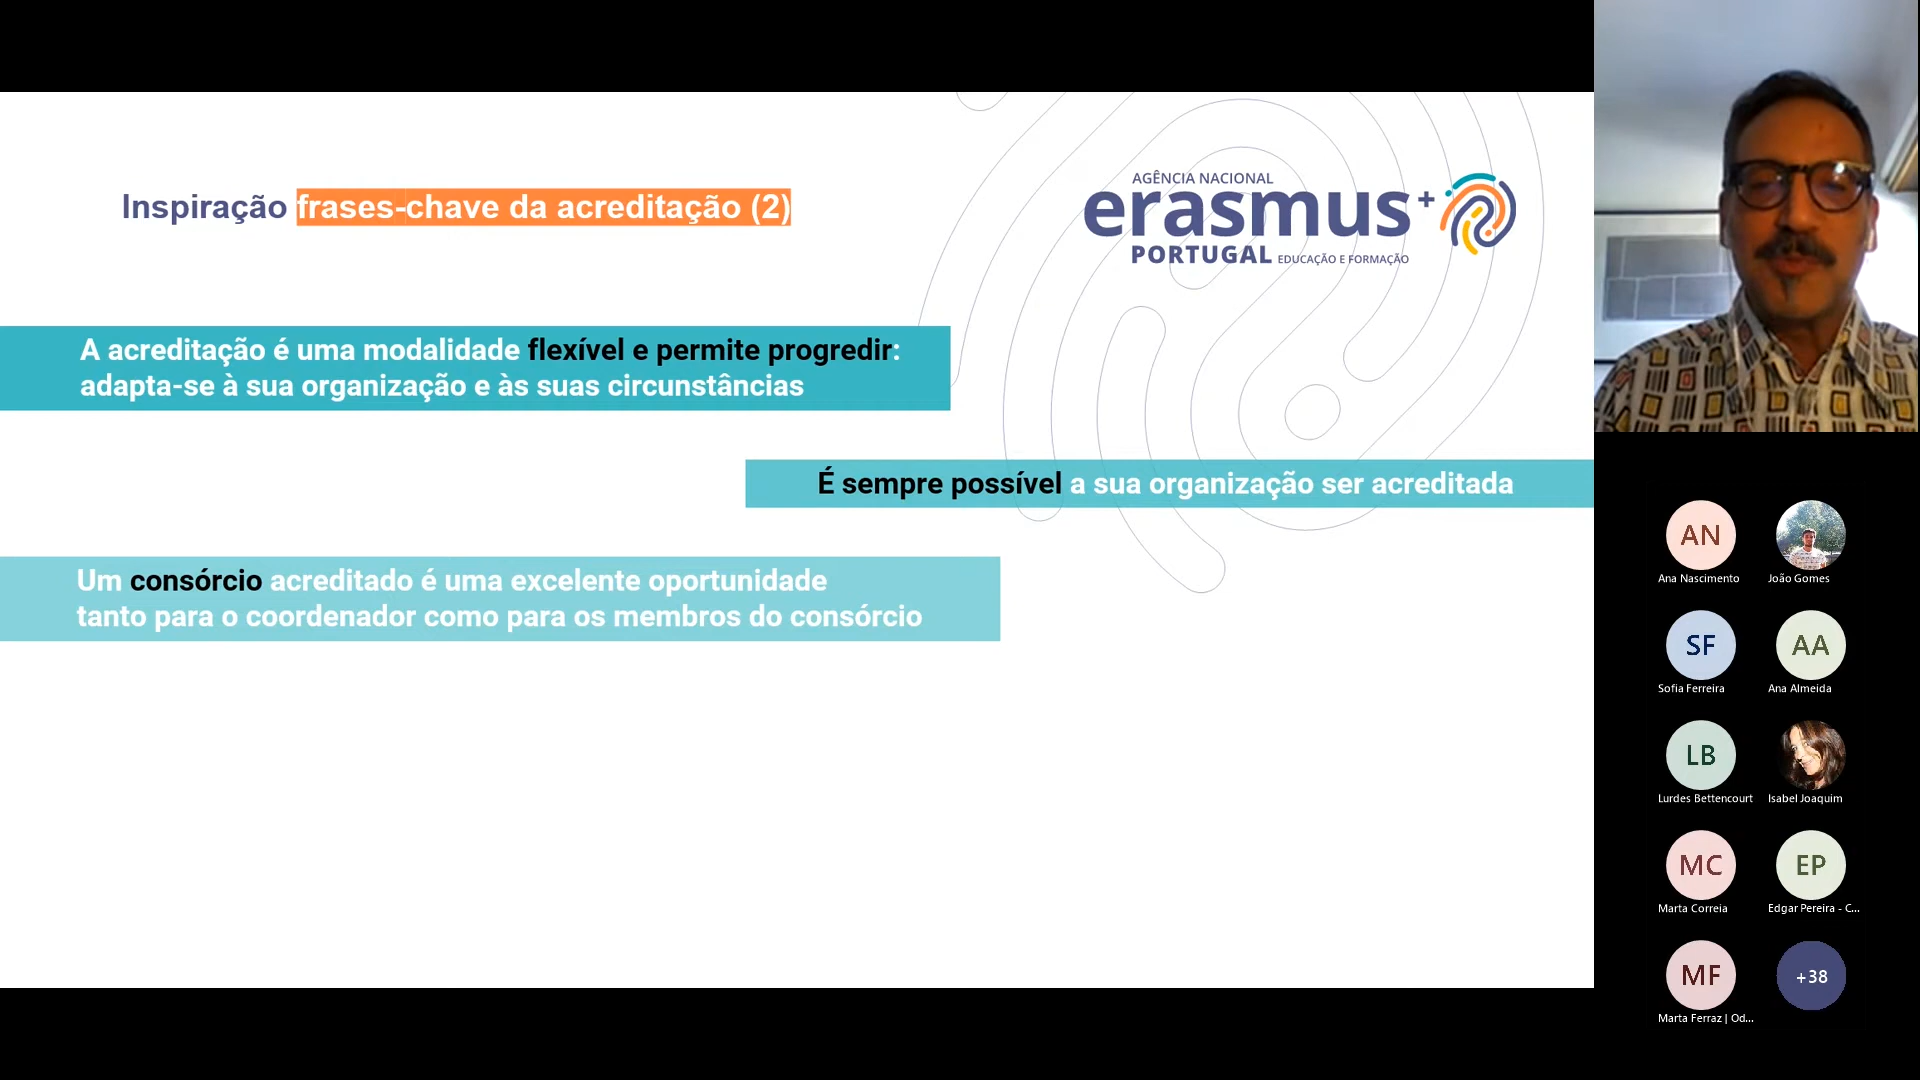 Inspiração frases-chave da acreditação (2)
AGÊNCIA NACIONAL
erasmus+
PORTUGAL EDUCAÇÃO E FORMAÇÃO
A acreditação é uma modalidade flexível e permite progredir:
adapta-se à sua organização e às suas circunstâncias
É sempre possível a sua organização ser acreditada
Um consórcio acreditado é uma excelente oportunidade
tanto para o coordenador como para os membros do consórcio
AN
Ana Nascimento
João Gomes
SF
Sofia Ferreira
AA
Ana Almeida
LB
Lurdes Bettencourt
Isabel Joaquim
MC
Marta Correia
EP
Edgar Pereira - C...
MF
Marta Ferraz | Od...
+38